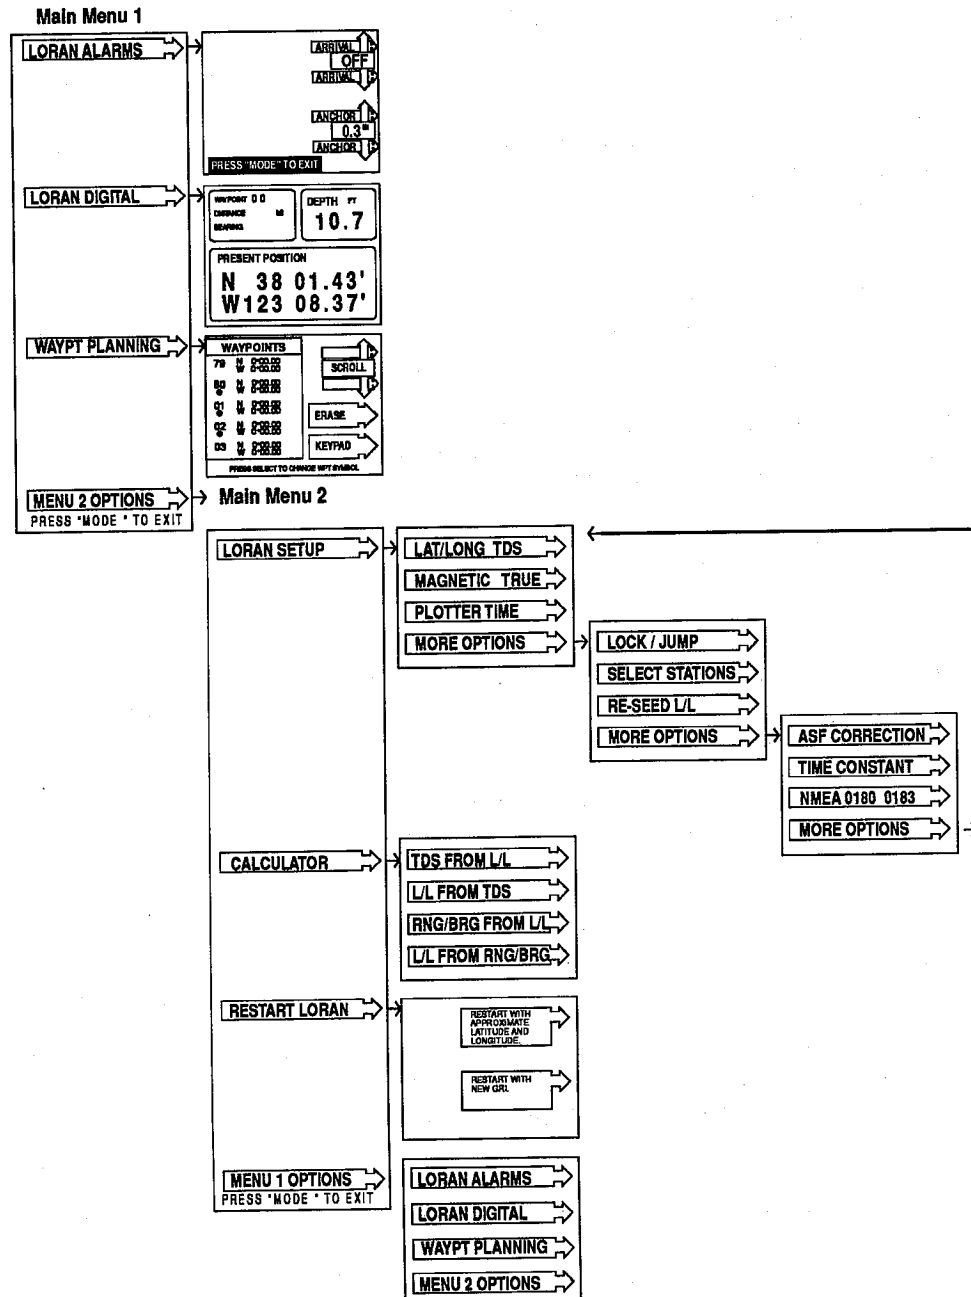 Main Menu 1
LORAN ALARMS
ARRIVAL
OFF
ARRIVAL
ANCHOR
0.3"
ANCHOR
PRESS "MODE" TO EXIT
LORAN DIGITAL
WAYPOINT 0 0
DISTANCE MI
BEARING
DEPTH FT
10.7
PRESENT POSITION
N 38 01.43'
W123 08.37'
WAYPT PLANNING
WAYPOINTS
79 N
W
80 N
W
01 N
W
02 N
W
03 N
W
SCROLL
ERASE
KEYPAD
PRESS SELECT TO CHANGE WPT SYMBOL
MENU 2 OPTIONS
PRESS "MODE " TO EXIT
Main Menu 2
LORAN SETUP
LAT/LONG TDS
MAGNETIC TRUE
PLOTTER TIME
MORE OPTIONS
LOCK / JUMP
SELECT STATIONS
RE-SEED L/L
MORE OPTIONS
ASF CORRECTION
TIME CONSTANT
NMEA 0180 0183
MORE OPTIONS
CALCULATOR
TDS FROM L/L
L/L FROM TDS
RNG/BRG FROM L/L
L/L FROM RNG/BRG
RESTART LORAN
RESTART WITH
APPROXIMATE
LATITUDE AND
LONGITUDE.
RESTART WITH
NEW GRI.
MENU 1 OPTIONS
PRESS "MODE " TO EXIT
LORAN ALARMS
LORAN DIGITAL
WAYPT PLANNING
MENU 2 OPTIONS